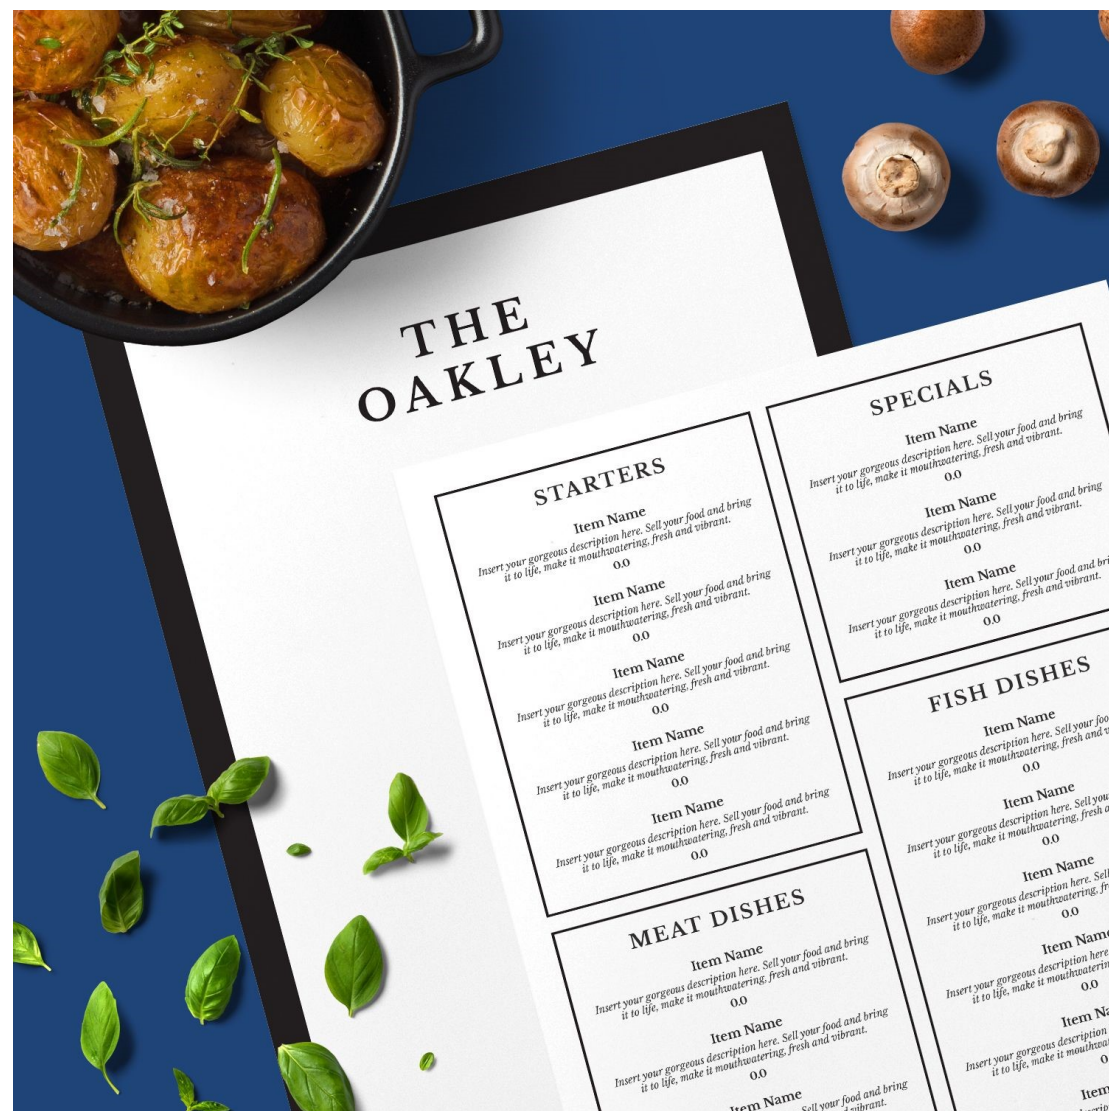 THE
OAKLEY
STARTERS
Item Name
Insert your gorgeous description here. Sell your food and bring
it to life, make it mouthwatering, fresh and vibrant.
0.0
Item Name
Insert your gorgeous description here. Sell your food and bring
it to life, make it mouthwatering, fresh and vibrant.
0.0
Item Name
Insert your gorgeous description here. Sell your food and bring
it to life, make it mouthwatering, fresh and vibrant.
0.0
Item Name
Insert your gorgeous description here. Sell your food and bring
it to life, make it mouthwatering, fresh and vibrant.
0.0
Item Name
Insert your gorgeous description here. Sell your food and bring
it to life, make it mouthwatering, fresh and vibrant.
0.0
MEAT DISHES
Item Name
Insert your gorgeous description here. Sell your food and bring
it to life, make it mouthwatering, fresh and vibrant.
0.0
Item Name
Insert your gorgeous description here. Sell your food and bring
it to life, make it mouthwatering, fresh and vibrant.
0.0
Item Name
your food and bring
SPECIALS
Item Name
Insert your gorgeous description here. Sell your food and bring
it to life, make it mouthwatering, fresh and vibrant.
0.0
Item Name
Insert your gorgeous description here. Sell your food and bring
it to life, make it mouthwatering, fresh and vibrant.
0.0
Item Name
Insert your gorgeous description here. Sell your food and
it to life, make it mouthwatering, fresh and vibrant.
0.0
FISH DISHES
Item Name
Insert your gorgeous description here. Sell your
it to life, make it mouthwatering, fresh and
0.0
Item Name
Insert your gorgeous description here. Sell
it to life, make it mouthwatering, fresh
0.0
Item Name
Insert your gorgeous description here. Sell
it to life, make it mouthwatering,
0.0
Item Name
Insert your gorgeous description here
it to life, make it
0.0
Item
Insert your gorgeous description
it to life, make it
Item